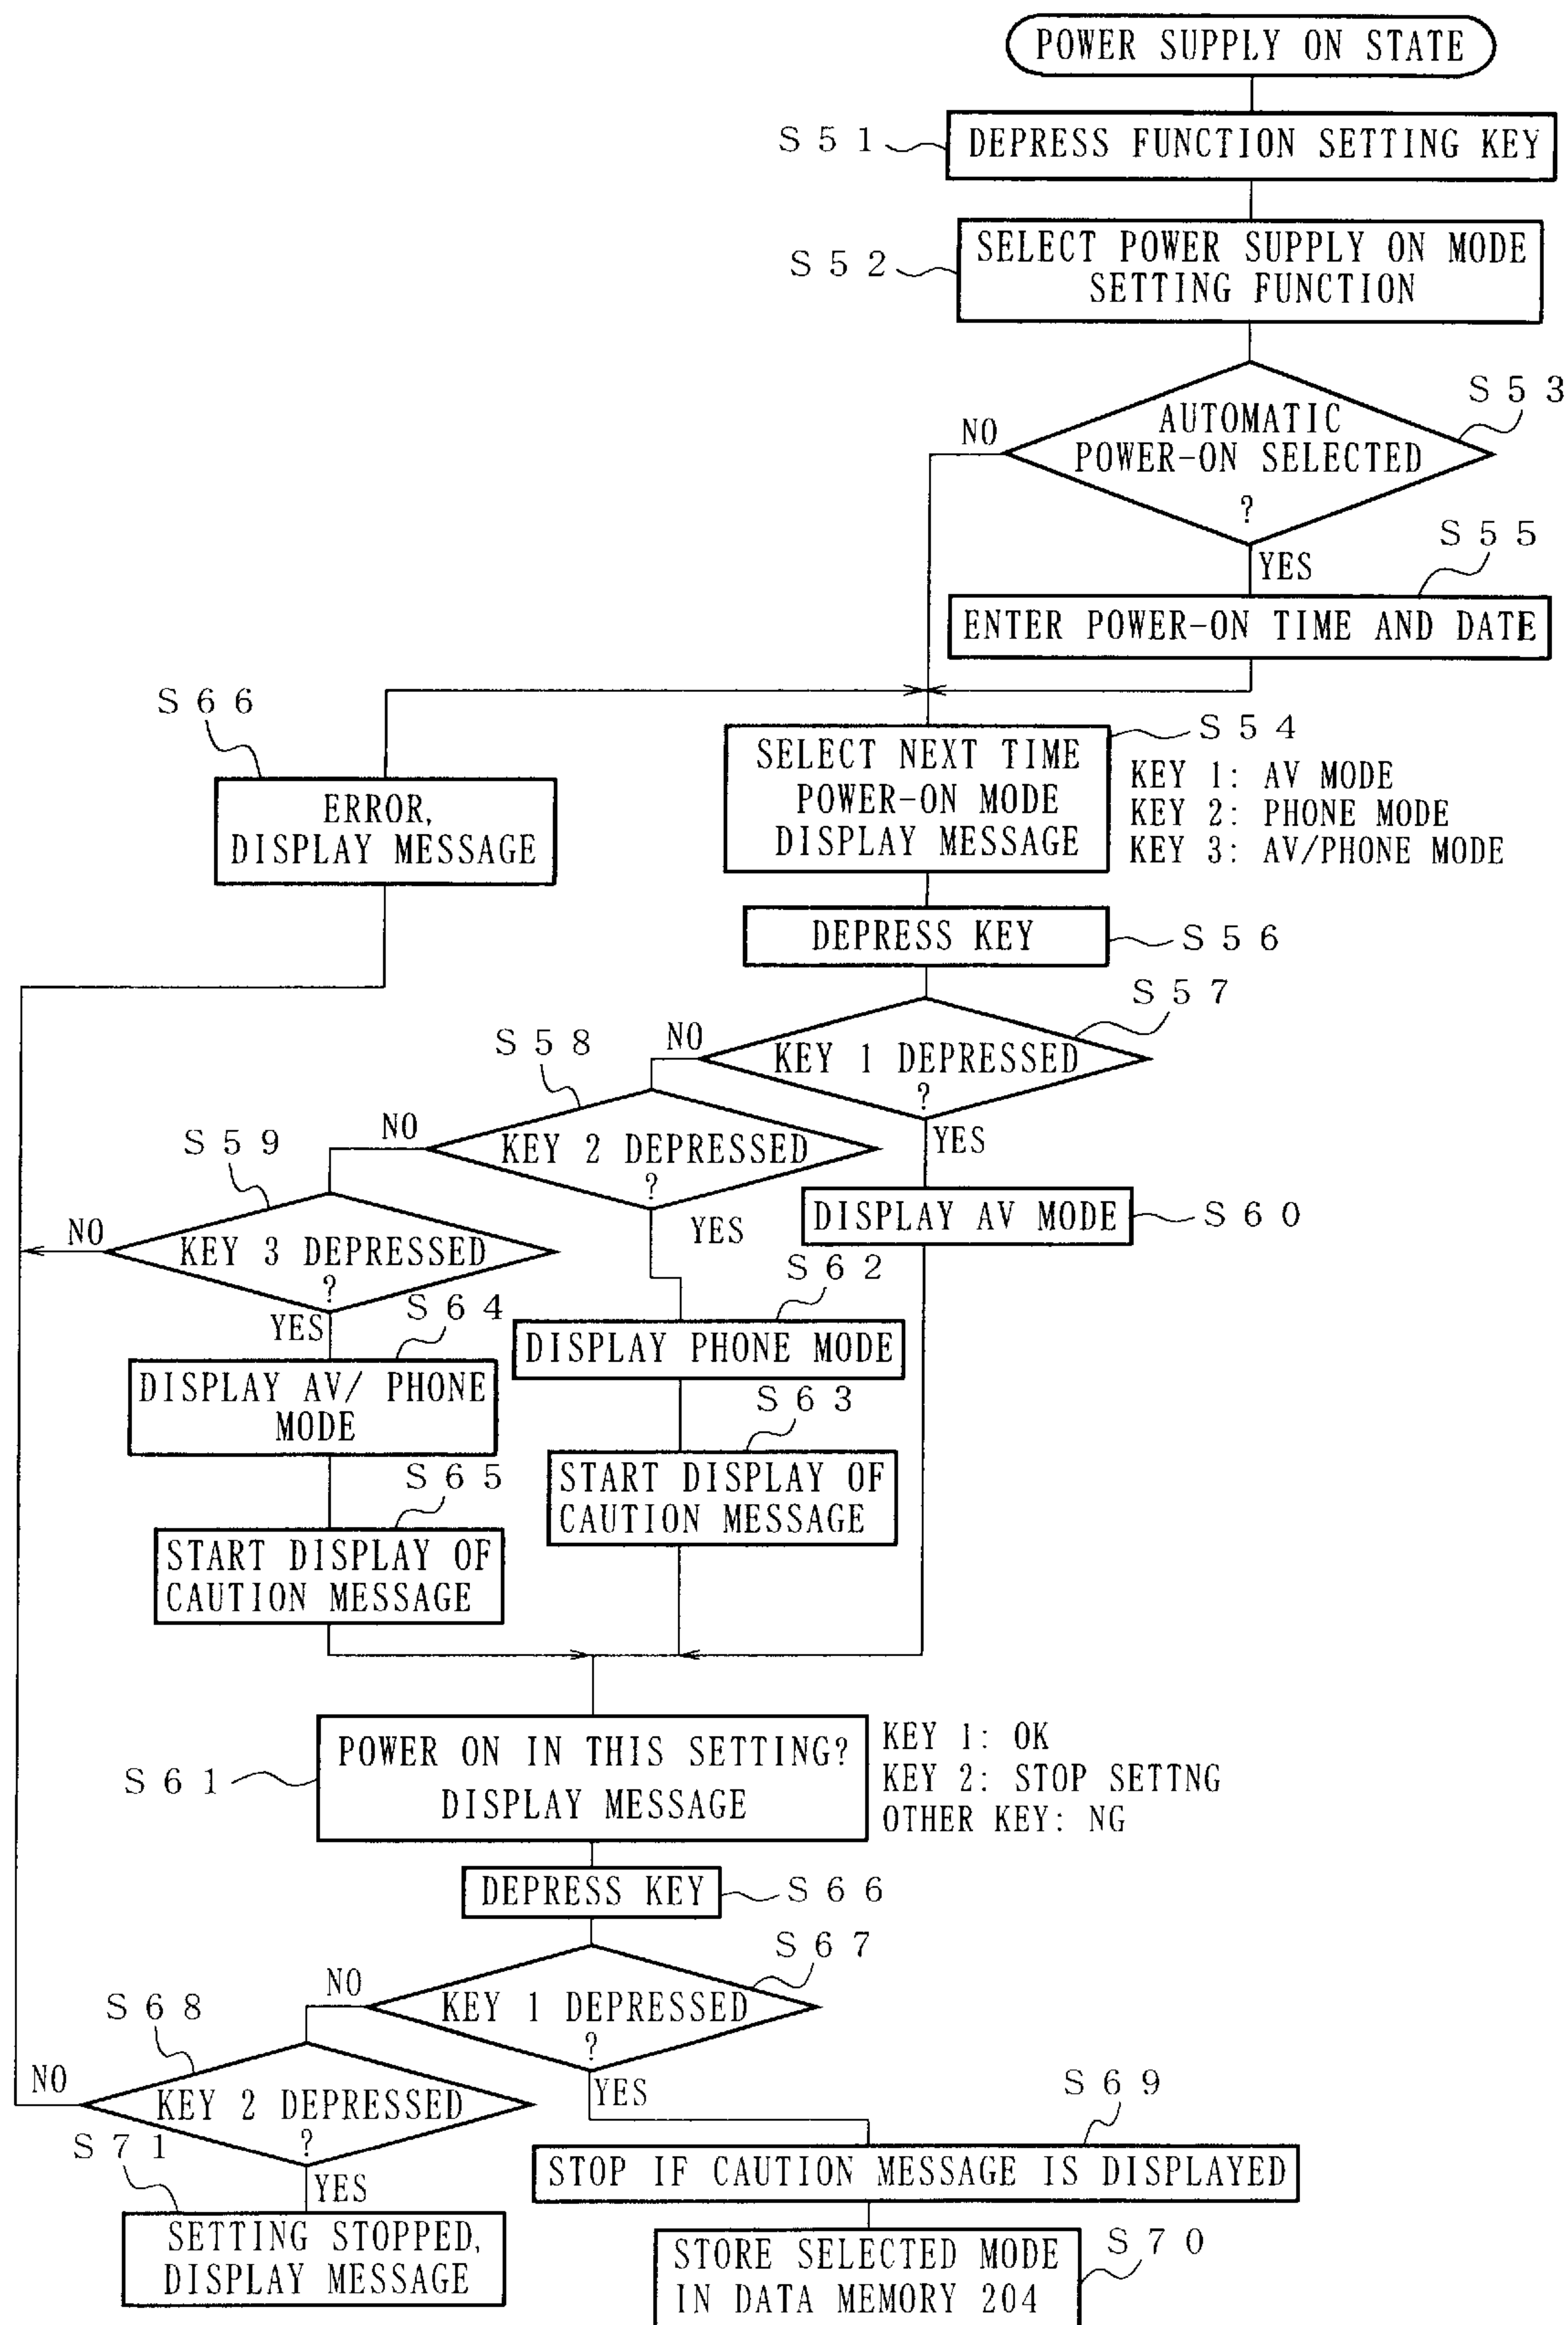 POWER SUPPLY ON STATE
S51
DEPRESS FUNCTION SETTING KEY
S52
SELECT POWER SUPPLY ON MODE
SETTING FUNCTION
S53
AUTOMATIC
POWER-ON SELECTED
?
NO
YES
S55
ENTER POWER-ON TIME AND DATE
S66
ERROR,
DISPLAY MESSAGE
S54
SELECT NEXT TIME
POWER-ON MODE
DISPLAY MESSAGE
KEY 1: AV MODE
KEY 2: PHONE MODE
KEY 3: AV/PHONE MODE
DEPRESS KEY
S56
S57
KEY 1 DEPRESSED
?
NO
YES
S58
KEY 2 DEPRESSED
?
NO
YES
S59
KEY 3 DEPRESSED
?
NO
YES
DISPLAY AV MODE
S60
S62
DISPLAY PHONE MODE
S63
START DISPLAY OF
CAUTION MESSAGE
S64
DISPLAY AV/ PHONE
MODE
S65
START DISPLAY OF
CAUTION MESSAGE
S61
POWER ON IN THIS SETTING?
DISPLAY MESSAGE
KEY 1: OK
KEY 2: STOP SETTNG
OTHER KEY: NG
DEPRESS KEY
S66
S67
KEY 1 DEPRESSED
?
NO
YES
S68
KEY 2 DEPRESSED
?
NO
YES
S69
STOP IF CAUTION MESSAGE IS DISPLAYED
S70
STORE SELECTED MODE
IN DATA MEMORY 204
S71
SETTING STOPPED,
DISPLAY MESSAGE